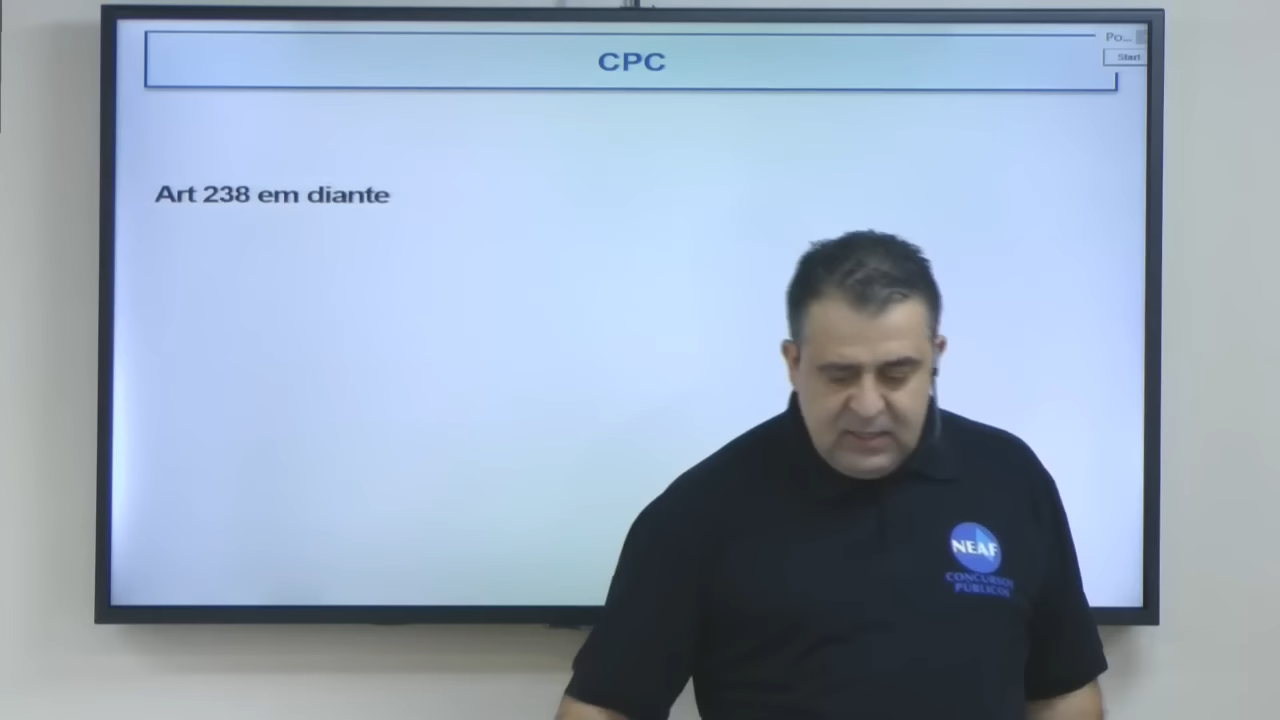 CPC
Po...
Start
Art 238 em diante
NEAF
CONCURSOS
PÚBLICOS